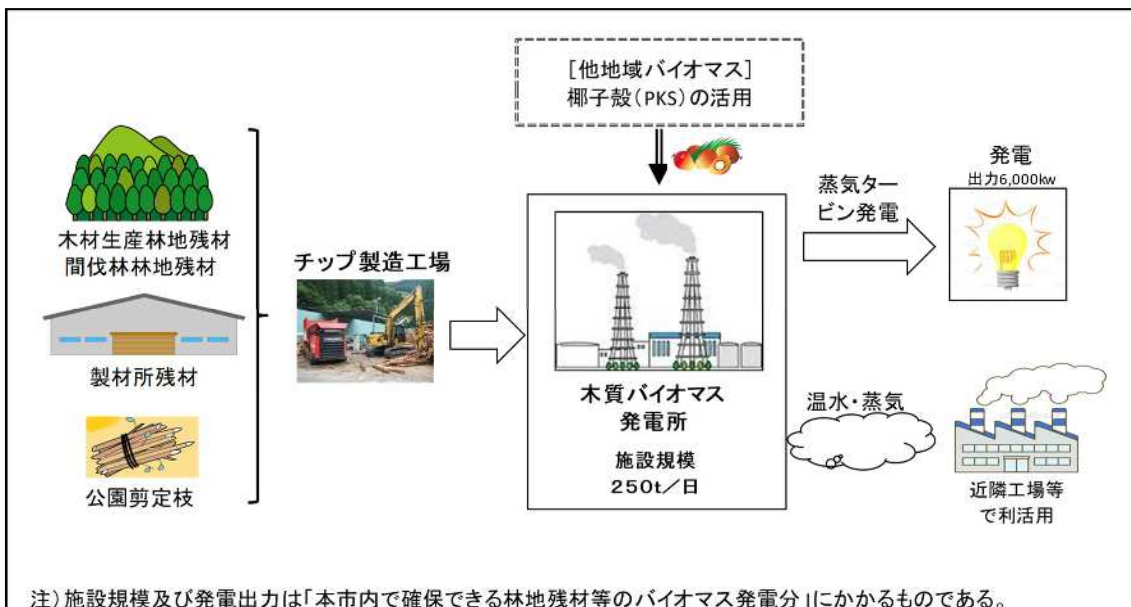 [他地域バイオマス]
椰子殻(PKS)の活用
木材生産林地残材
間伐林林地残材
製材所残材
公園剪定枝
チップ製造工場
木質バイオマス
発電所
施設規模
250t/日
蒸気ター
ビン発電
発電
出力6,000kw
温水・蒸気
近隣工場等
で利活用
注)施設規模及び発電出力は「本市内で確保できる林地残材等のバイオマス発電分」にかかるものである。